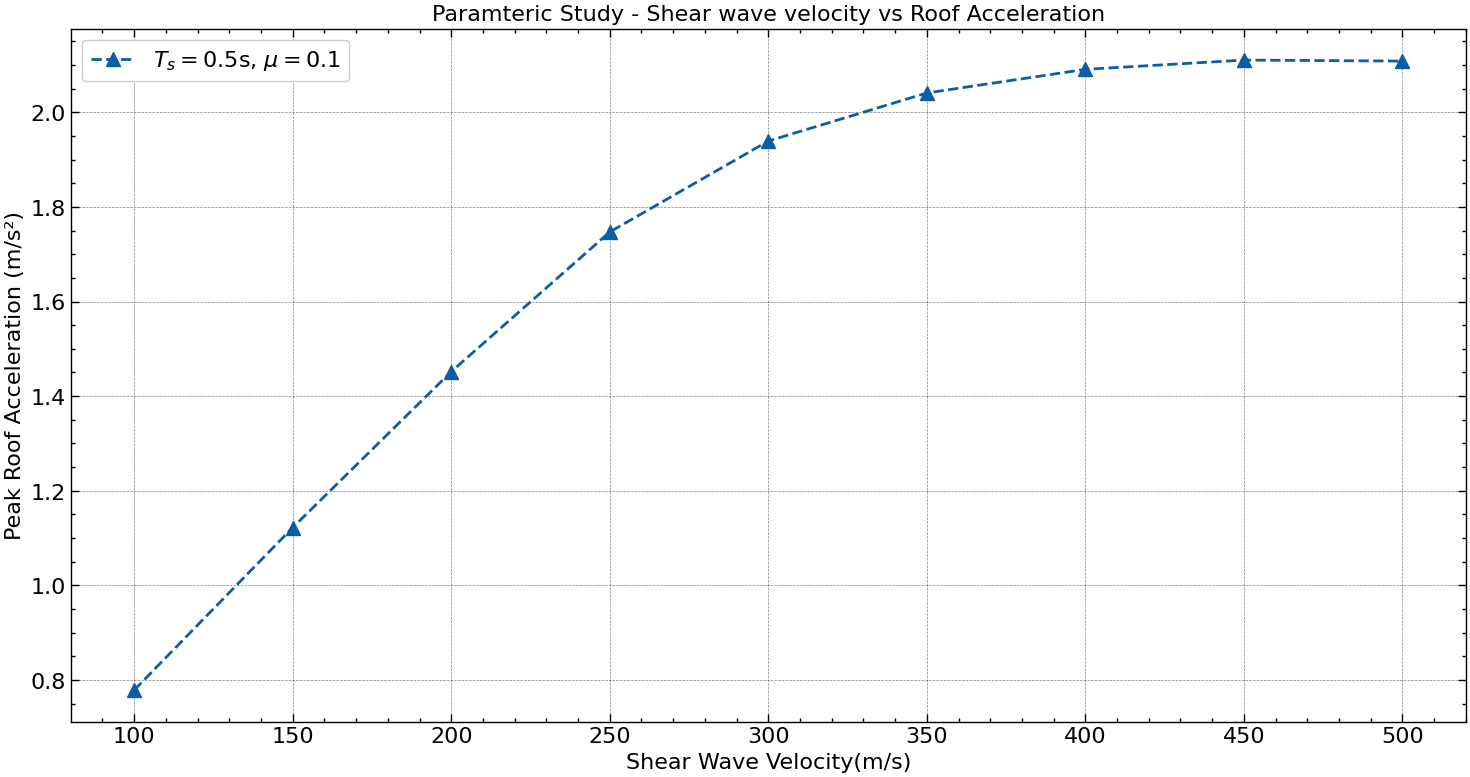 Paramteric Study - Shear wave velocity vs Roof Acceleration
T_s = 0.5s, μ = 0.1
Peak Roof Acceleration (m/s²)
2.0
1.8
1.6
1.4
1.2
1.0
0.8
100 150 200 250 300 350 400 450 500
Shear Wave Velocity(m/s)